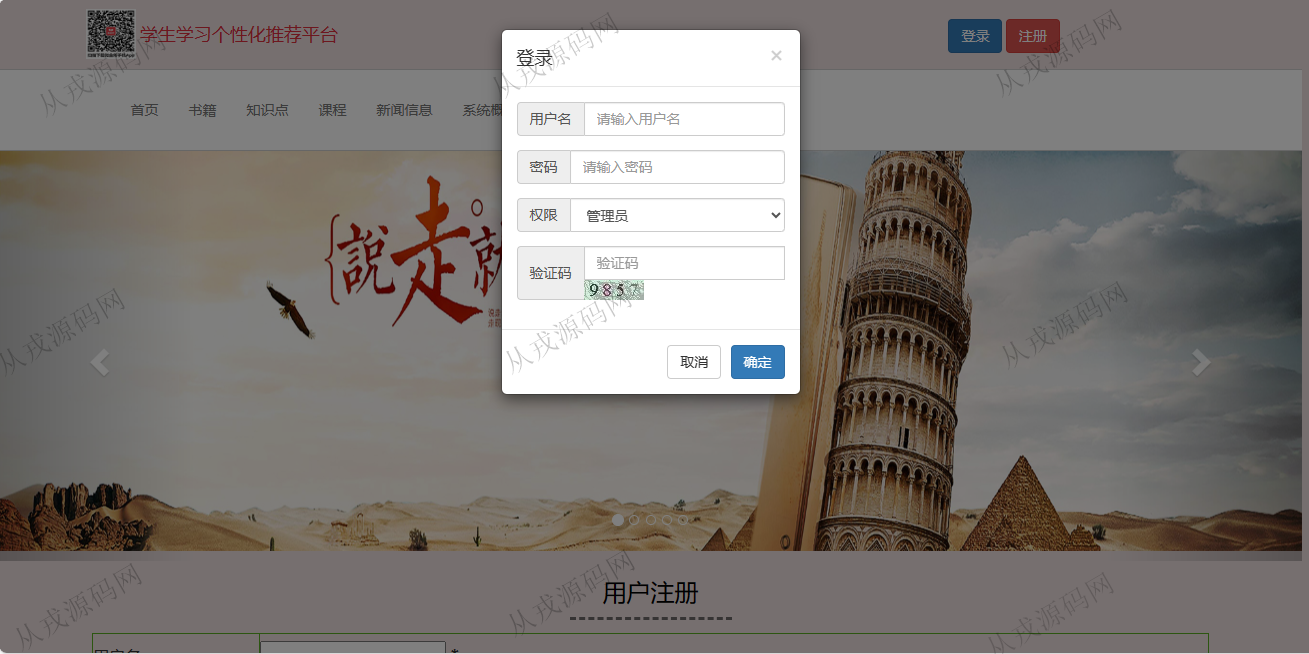 学生学习个性化推荐平台
登录 注册
首页 书籍 知识点 课程 新闻信息 系统概
登录 ×
用户名 请输入用户名
密码 请输入密码
权限 管理员
验证码 验证码
9857
取消 确定
說走就
用户注册
用户名 *
从戎源码网
从戎源码网
从戎源码网
从戎源码网
从戎源码网
从戎源码网
从戎源码网
从戎源码网
从戎源码网